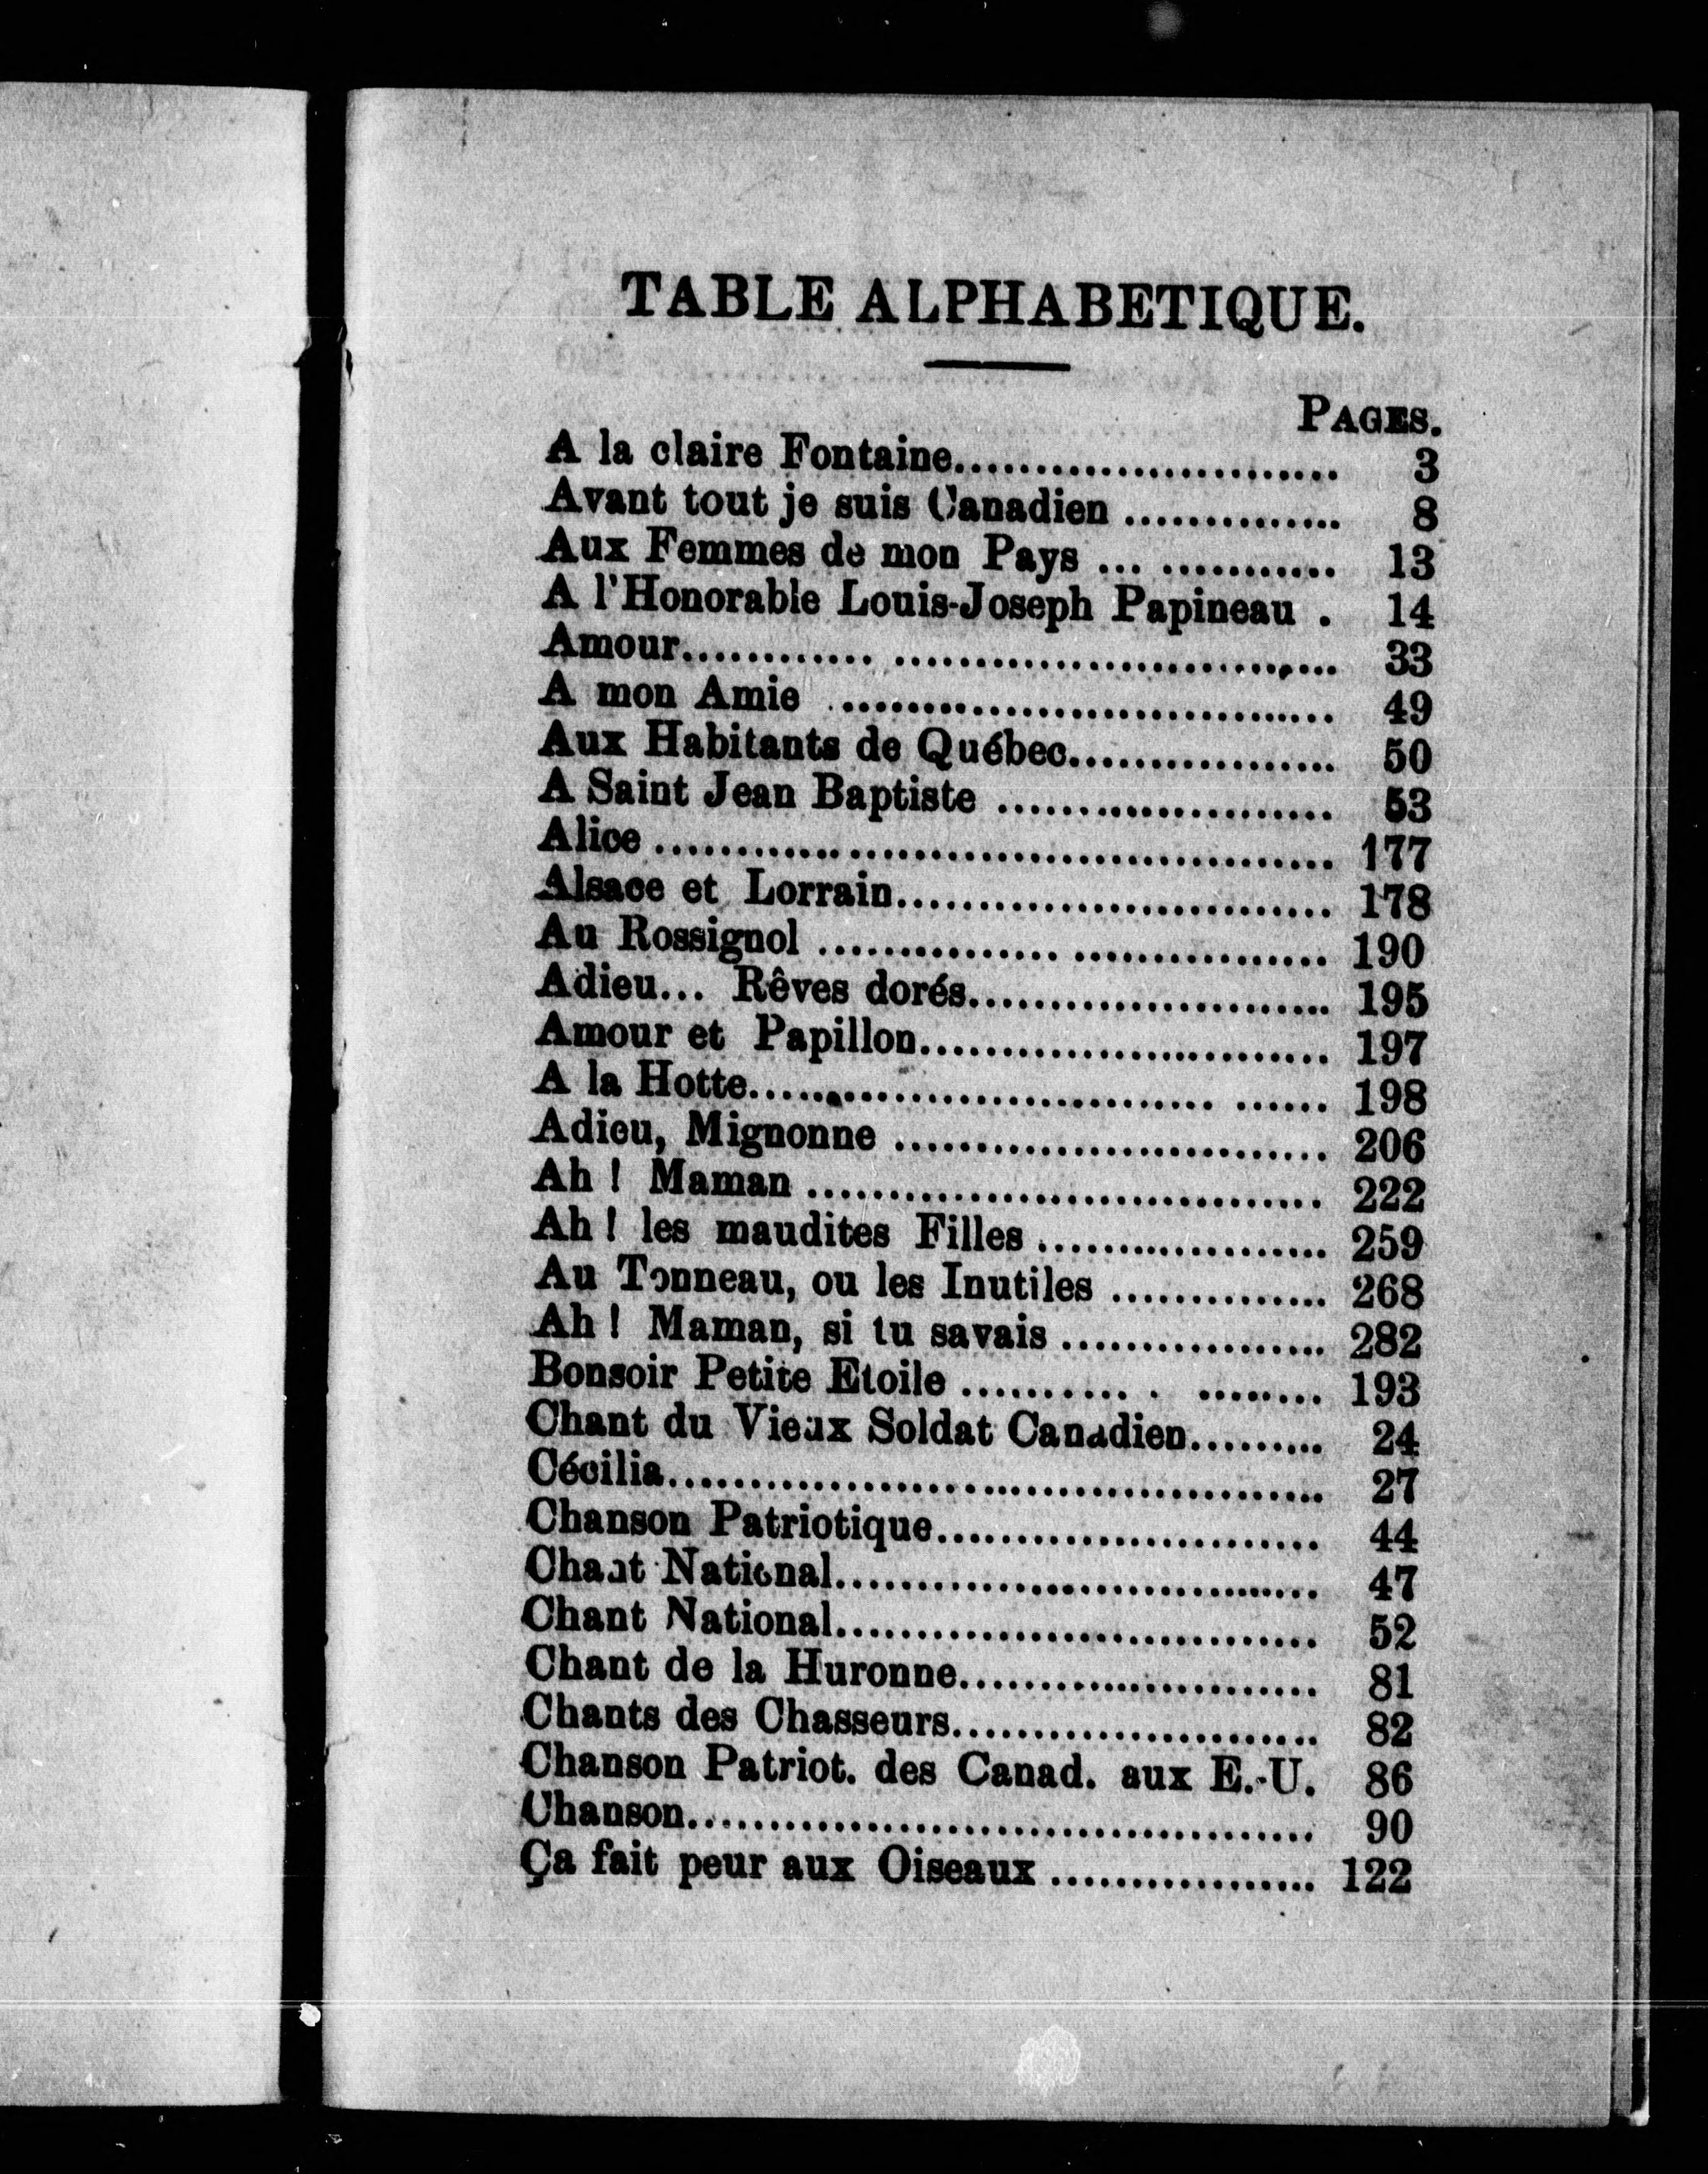 TABLE ALPHABETIQUE.
PAGES.
A la claire Fontaine........................ 3
Avant tout je suis Canadien .............. 8
Aux Femmes de mon Pays ... ........... 13
A l'Honorable Louis-Joseph Papineau . 14
Amour............ ........................... 33
A mon Amie ............................... 49
Aux Habitants de Québec................. 50
A Saint Jean Baptiste ..................... 53
Alice .......................................... 177
Alsace et Lorrain........................... 178
Au Rossignol ............... ................ 190
Adieu... Rêves dorés....................... 195
Amour et Papillon.......................... 197
A la Hotte............................. ...... 198
Adieu, Mignonne ........................... 206
Ah ! Maman ................................ 222
Ah ! les maudites Filles .................. 259
Au Tonneau, ou les Inutiles .............. 268
Ah ! Maman, si tu savais ................. 282
Bonsoir Petite Etoile ........... . ........ 193
Chant du Vieux Soldat Canadien......... 24
Cécilia......................................... 27
Chanson Patriotique........................ 44
Chant National.............................. 47
Chant National.............................. 52
Chant de la Huronne....................... 81
Chants des Chasseurs....................... 82
Chanson Patriot. des Canad. aux E.-U. 86
Chanson....................................... 90
Ça fait peur aux Oiseaux ................. 122